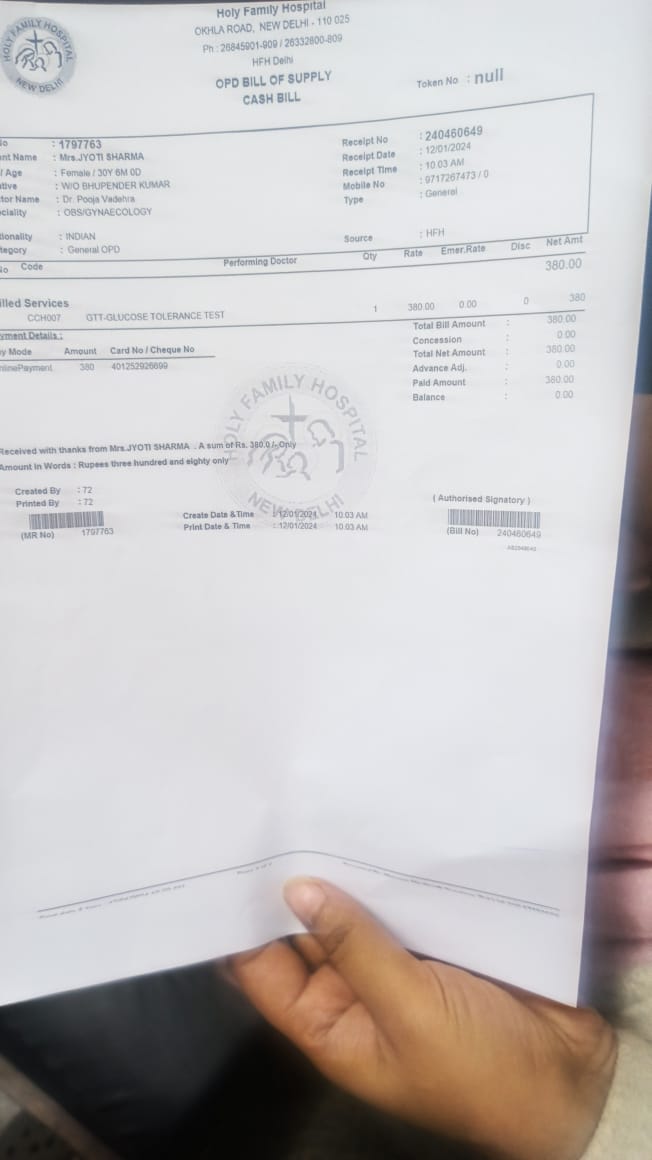 HOLY FAMILY HOSPITAL
NEW DELHI
Holy Family Hospital
OKHLA ROAD, NEW DELHI - 110 025
Ph : 26845901-909 / 26332800-809
HFH Delhi
OPD BILL OF SUPPLY
CASH BILL
Token No : null
No : 1797763
nt Name : Mrs.JYOTI SHARMA
/ Age : Female / 30Y 6M 0D
tive : W/O BHUPENDER KUMAR
tor Name : Dr. Pooja Vadehra
ciality : OBS/GYNAECOLOGY
ionality : INDIAN
tegory : General OPD
Receipt No : 240460649
Receipt Date : 12/01/2024
Receipt Time : 10.03 AM
Mobile No : 9717267473 / 0
Type : General
Source : HFH
No Code Performing Doctor Qty Rate Emer.Rate Disc Net Amt
380.00
illed Services
CCH007 GTT-GLUCOSE TOLERANCE TEST 1 380.00 0.00 0 380
yment Details :
y Mode Amount Card No / Cheque No
nlinePayment 380 401252926699
Total Bill Amount : 380.00
Concession : 0.00
Total Net Amount : 380.00
Advance Adj. : 0.00
Paid Amount : 380.00
Balance : 0.00
HOLY FAMILY HOSPITAL
NEW DELHI
Received with thanks from Mrs.JYOTI SHARMA . A sum of Rs. 380.0 /- Only
Amount In Words : Rupees three hundred and eighty only
Created By : 72
Printed By : 72
(MR No) 1797763
Create Date &Time : 12/01/2024 10.03 AM
Print Date & Time : 12/01/2024 10.03 AM
( Authorised Signatory )
(Bill No) 240460649